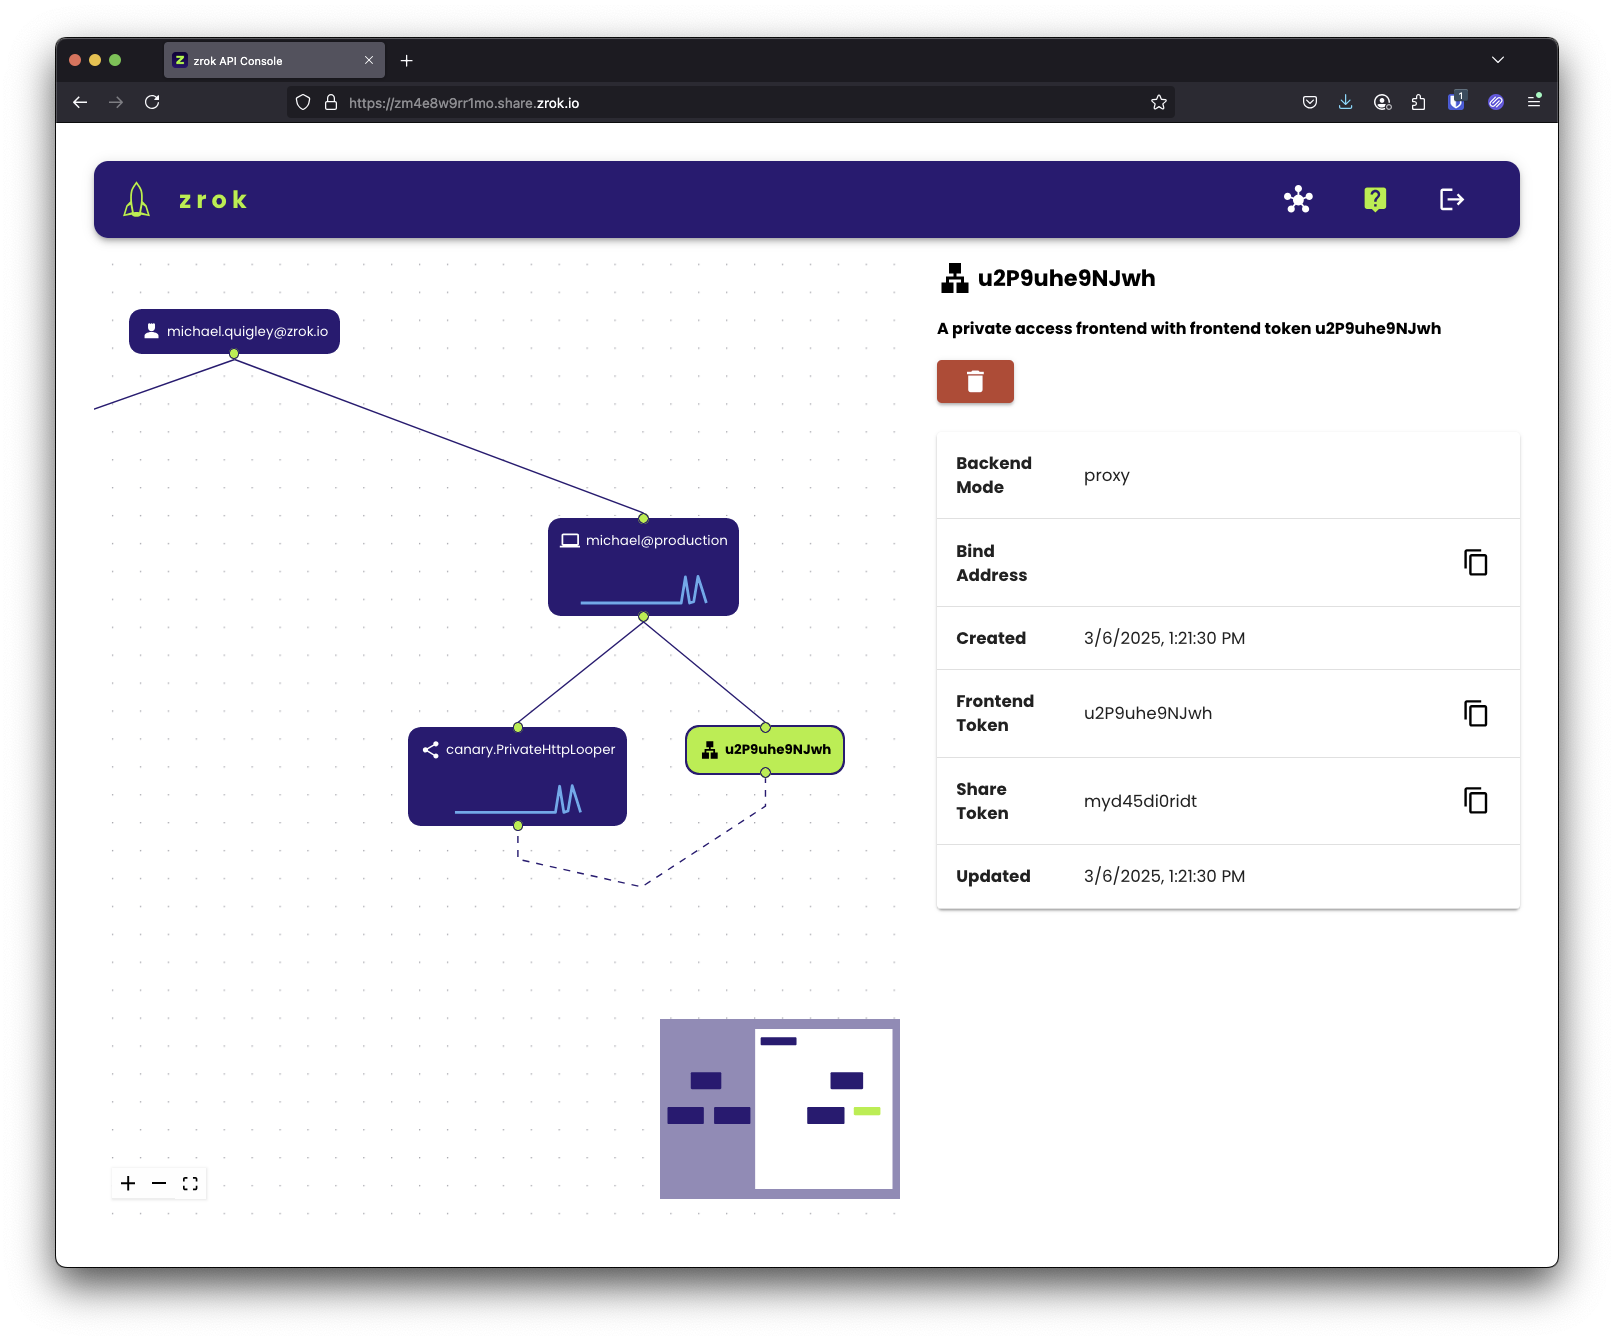 zrok API Console
https://zm4e8w9rr1mo.share.zrok.io
1
zrok
michael.quigley@zrok.io
michael@production
canary.PrivateHttpLooper
u2P9uhe9NJwh
u2P9uhe9NJwh
A private access frontend with frontend token u2P9uhe9NJwh
Backend
Mode
proxy
Bind
Address
Created
3/6/2025, 1:21:30 PM
Frontend
Token
u2P9uhe9NJwh
Share
Token
myd45di0ridt
Updated
3/6/2025, 1:21:30 PM